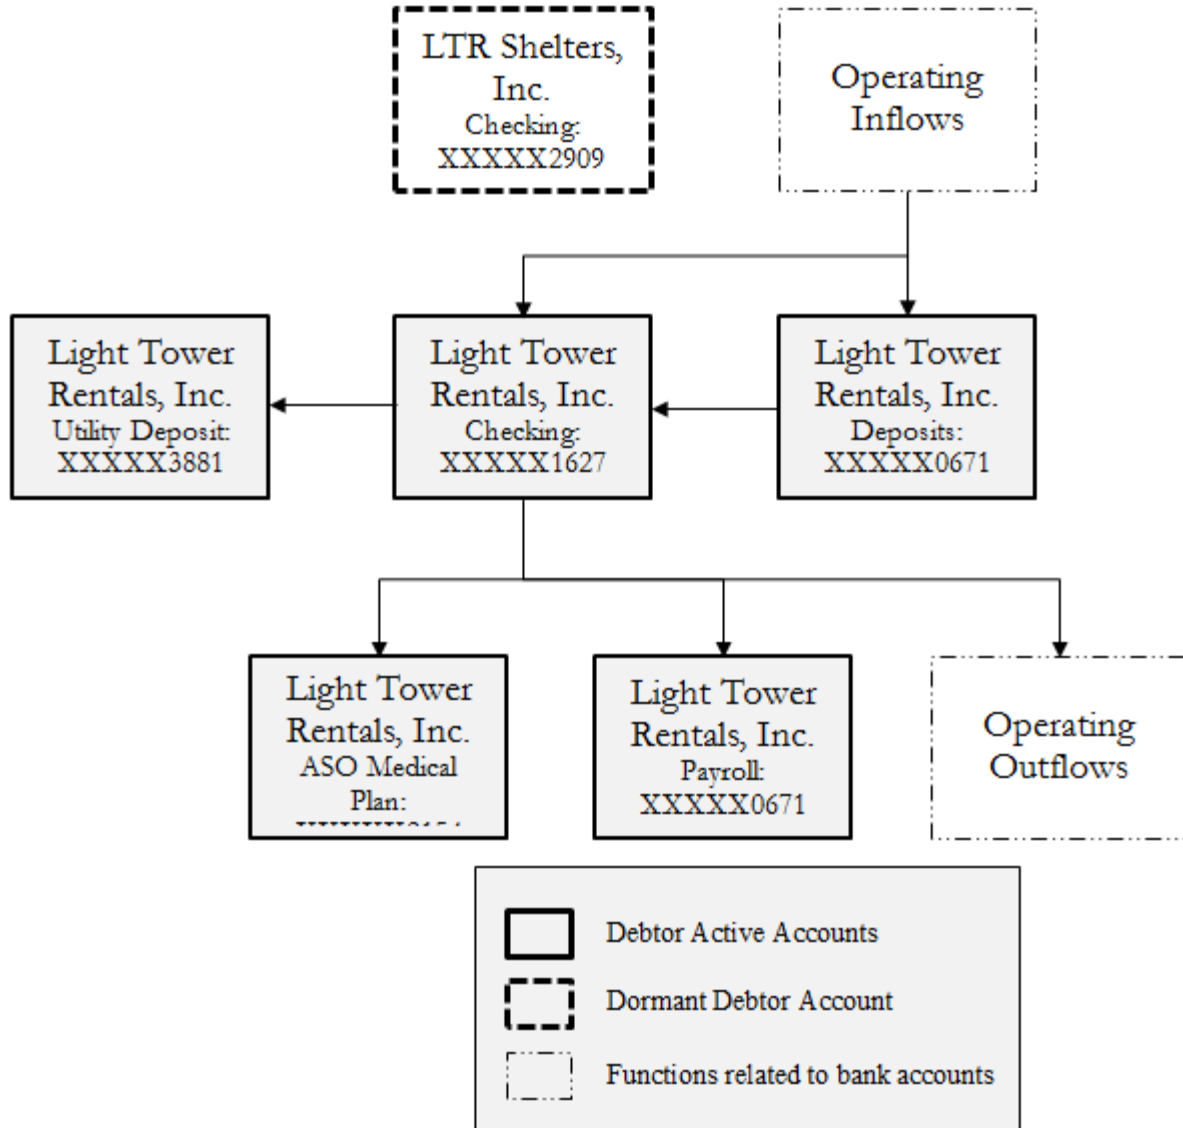 LTR Shelters,
Inc.
Checking:
XXXXX2909
Operating
Inflows
Light Tower
Rentals, Inc.
Utility Deposit:
XXXXX3881
Light Tower
Rentals, Inc.
Checking:
XXXXX1627
Light Tower
Rentals, Inc.
Deposits:
XXXXX0671
Light Tower
Rentals, Inc.
ASO Medical
Plan:
Light Tower
Rentals, Inc.
Payroll:
XXXXX0671
Operating
Outflows
Debtor Active Accounts
Dormant Debtor Account
Functions related to bank accounts